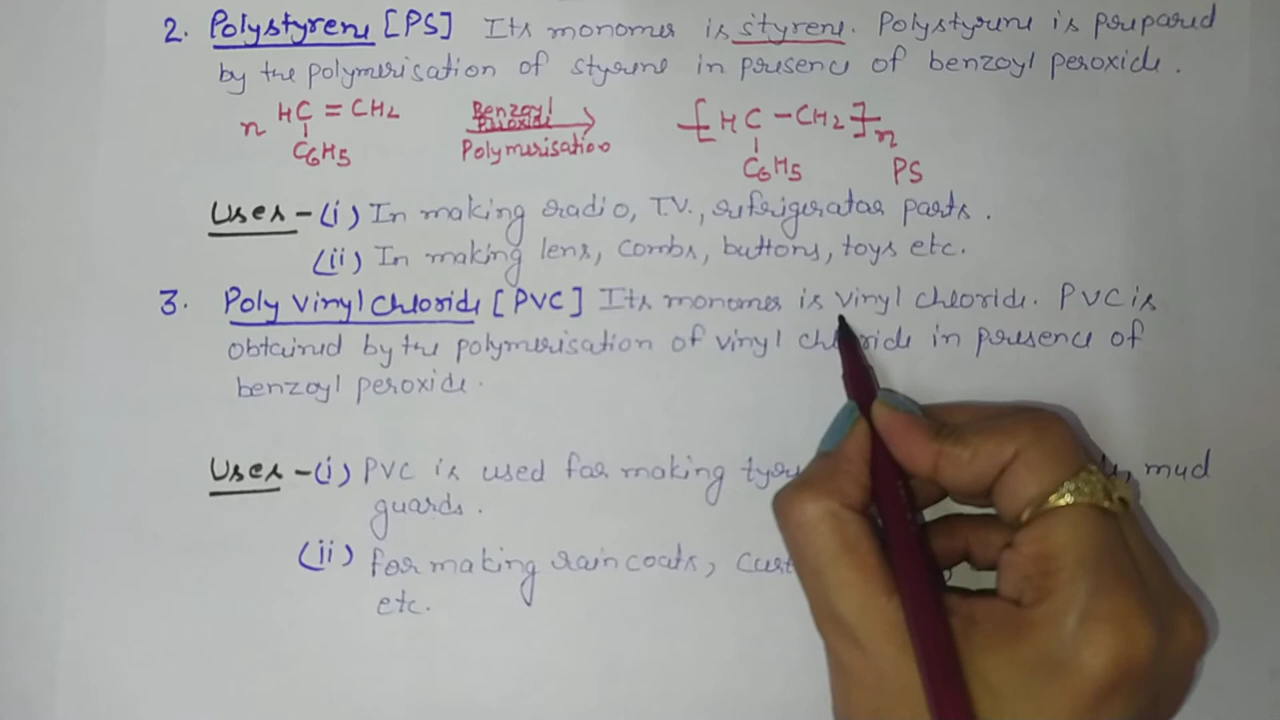 2. Polystyrene [PS] Its monomer is styrene. Polystyrene is prepared
by the polymerisation of styrene in presence of benzoyl peroxide.
n HC = CH2 Benzoyl Peroxide [HC - CH2]n
C6H5 Polymerisation C6H5 PS
Uses - (i) In making radio, T.V., refrigerator parts.
(ii) In making lens, combs, buttons, toys etc.
3. Poly Vinyl Chloride [PVC] Its monomer is vinyl chloride. PVC is
obtained by the polymerisation of vinyl chloride in presence of
benzoyl peroxide.
Uses - (i) PVC is used for making mud
guards.
(ii) for making raincoats,
etc.